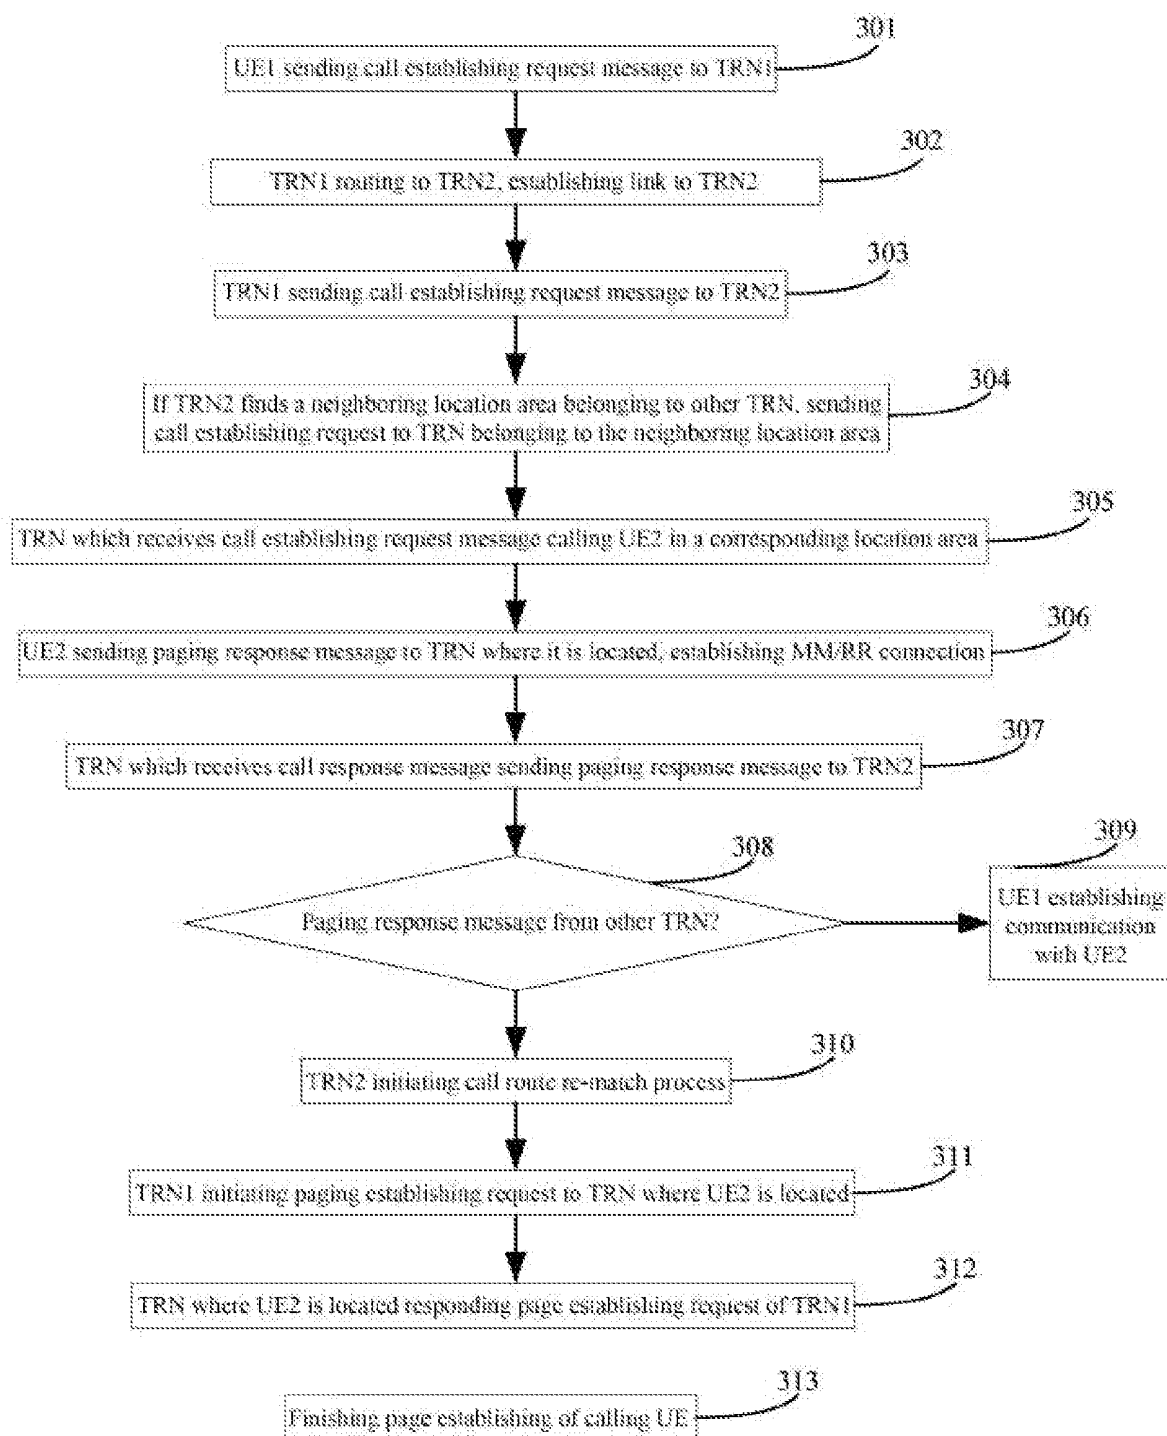 301
UE1 sending call establishing request message to TRN1
302
TRN1 routing to TRN2, establishing link to TRN2
303
TRN1 sending call establishing request message to TRN2
304
If TRN2 finds a neighboring location area belonging to other TRN, sending
call establishing request to TRN belonging to the neighboring location area
305
TRN which receives call establishing request message calling UE2 in a corresponding location area
306
UE2 sending paging response message to TRN where it is located, establishing MM/RR connection
307
TRN which receives call response message sending paging response message to TRN2
308
Paging response message from other TRN?
309
UE1 establishing
communication
with UE2
310
TRN2 initiating call route re-match process
311
TRN1 initiating paging establishing request to TRN where UE2 is located
312
TRN where UE2 is located responding page establishing request of TRN1
313
Finishing page establishing of calling UE